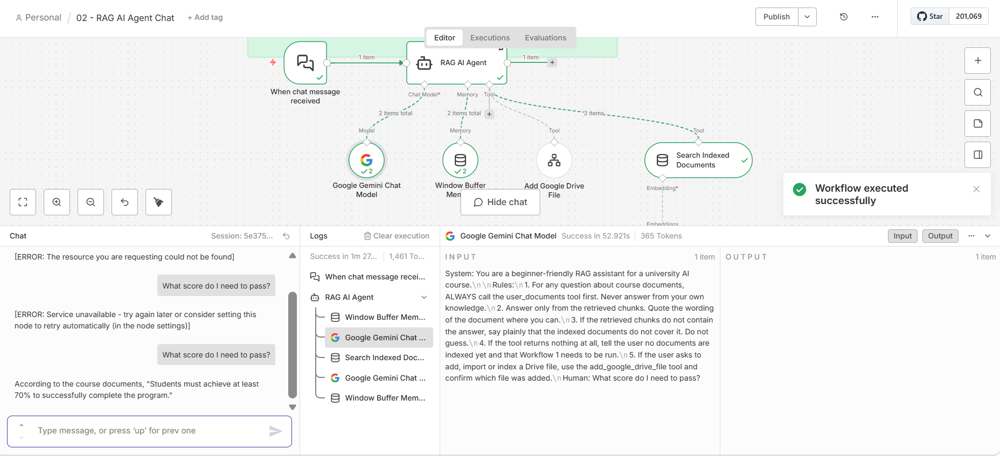 Personal / 02 - RAG AI Agent Chat + Add tag
Publish
Star 201,069
Editor Executions Evaluations
1 item
1 item
RAG AI Agent
When chat message
received
Chat Model*
Memory
Tool
2 items total
2 items total
2 items
Model
Memory
Tool
Tool
Google Gemini Chat
Model
2
Window Buffer
2
Add Google Drive
File
Search Indexed
Documents
Embedding*
Embeddings
Hide chat
Workflow executed
successfully
Chat
Session: 5e375...
[ERROR: The resource you are requesting could not be found]
What score do I need to pass?
[ERROR: Service unavailable - try again later or consider setting this
node to retry automatically (in the node settings)]
What score do I need to pass?
According to the course documents, "Students must achieve at least
70% to successfully complete the program."
Type message, or press ‘up’ for prev one
Logs
Clear execution
Success in 1m 27...
1,461 To...
When chat message recei...
RAG AI Agent
Window Buffer Mem...
Google Gemini Chat ...
Search Indexed Doc...
Google Gemini Chat ...
Window Buffer Mem...
Google Gemini Chat Model Success in 52.921s 365 Tokens
Input Output
INPUT
1 item
System: You are a beginner-friendly RAG assistant for a university AI
course.\n\nRules:\n1. For any question about course documents,
ALWAYS call the user_documents tool first. Never answer from your own
knowledge.\n2. Answer only from the retrieved chunks. Quote the wording
of the document where you can.\n3. If the retrieved chunks do not contain
the answer, say plainly that the indexed documents do not cover it. Do not
guess.\n4. If the tool returns nothing at all, tell the user no documents are
indexed yet and that Workflow 1 needs to be run.\n5. If the user asks to
add, import or index a Drive file, use the add_google_drive_file tool and
confirm which file was added.\nHuman: What score do I need to pass?
OUTPUT
1 item